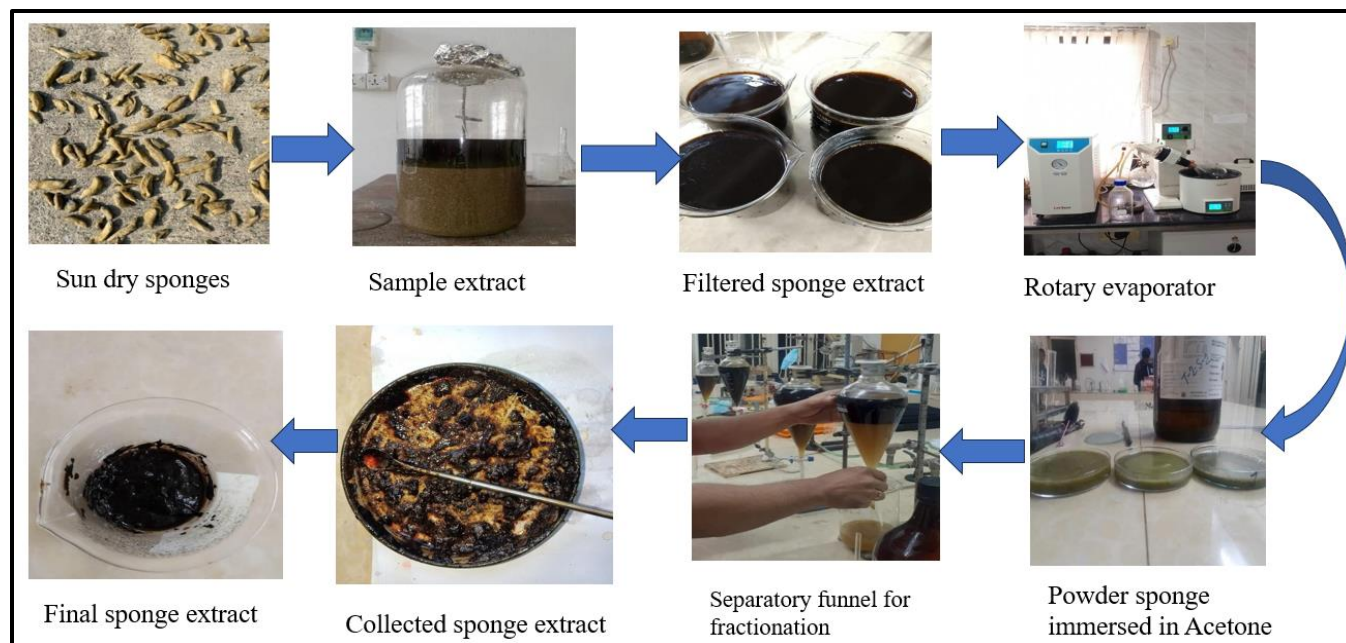 Sun dry sponges
Sample extract
Filtered sponge extract
Rotary evaporator
Final sponge extract
Collected sponge extract
Separatory funnel for
fractionation
Powder sponge
immersed in Acetone